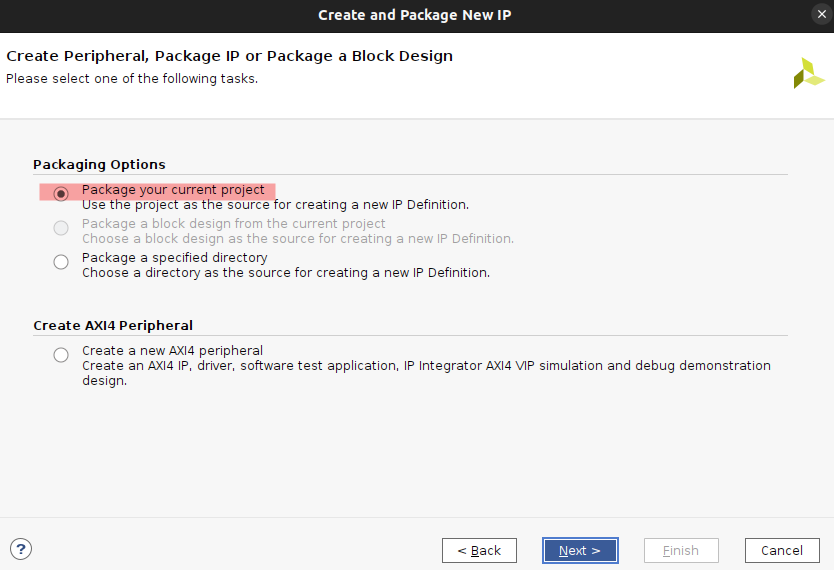 Create and Package New IP
Create Peripheral, Package IP or Package a Block Design
Please select one of the following tasks.
Packaging Options
Package your current project
Use the project as the source for creating a new IP Definition.
Package a block design from the current project
Choose a block design as the source for creating a new IP Definition.
Package a specified directory
Choose a directory as the source for creating a new IP Definition.
Create AXI4 Peripheral
Create a new AXI4 peripheral
Create an AXI4 IP, driver, software test application, IP Integrator AXI4 VIP simulation and debug demonstration
design.
?
< Back
Next >
Finish
Cancel